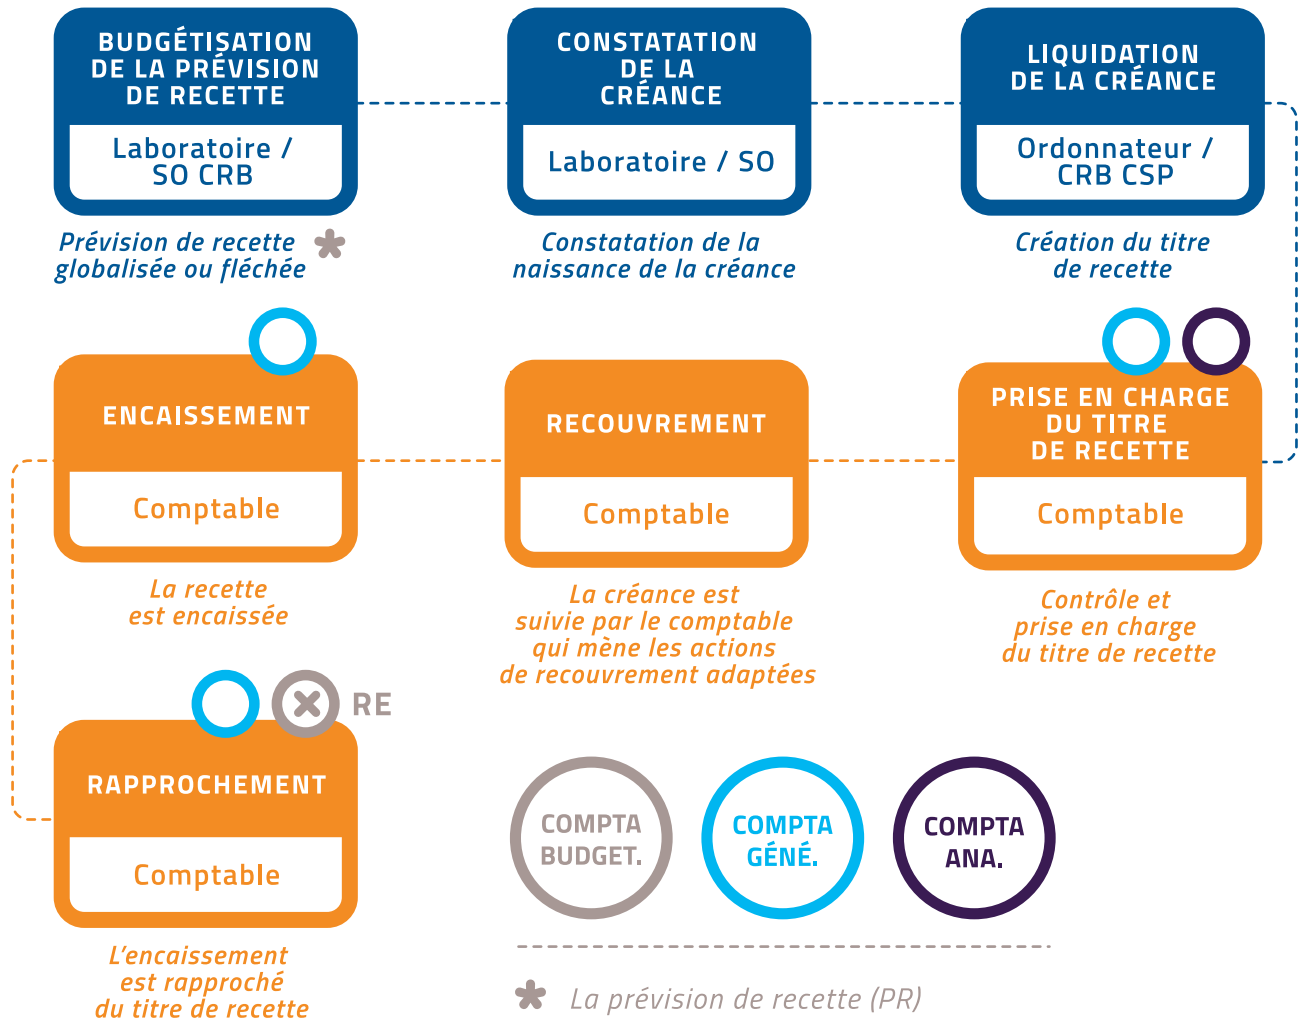 BUDGÉTISATION
DE LA PRÉVISION
DE RECETTE
Laboratoire /
SO CRB
Prévision de recette
globalisée ou fléchée *
CONSTATATION
DE LA
CRÉANCE
Laboratoire / SO
Constatation de la
naissance de la créance
LIQUIDATION
DE LA CRÉANCE
Ordonnateur /
CRB CSP
Création du titre
de recette
ENCAISSEMENT
Comptable
La recette
est encaissée
RECOUVREMENT
Comptable
La créance est
suivie par le comptable
qui mène les actions
de recouvrement adaptées
PRISE EN CHARGE
DU TITRE
DE RECETTE
Comptable
Contrôle et
prise en charge
du titre de recette
RE
RAPPROCHEMENT
Comptable
L'encaissement
est rapproché
du titre de recette
COMPTA
BUDGET.
COMPTA
GÉNÉ.
COMPTA
ANA.
* La prévision de recette (PR)